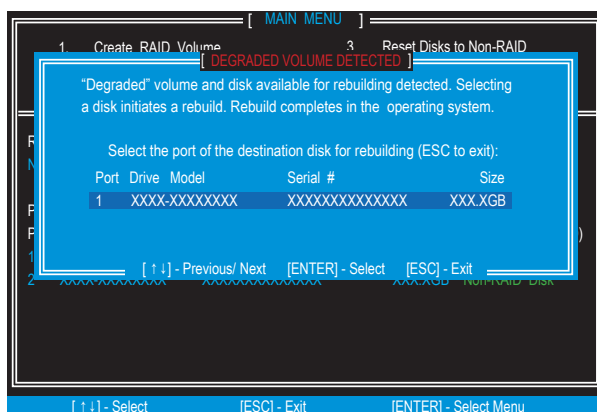 [ MAIN MENU ]
1. Create RAID Volume 3. Reset Disks to Non-RAID
[ DEGRADED VOLUME DETECTED ]
“Degraded” volume and disk available for rebuilding detected. Selecting
a disk initiates a rebuild. Rebuild completes in the operating system.
Select the port of the destination disk for rebuilding (ESC to exit):
Port Drive Model Serial # Size
1 XXXX-XXXXXXXX XXXXXXXXXXXXXX XXX.XGB
[ ↑↓] - Previous/ Next [ENTER] - Select [ESC] - Exit
2 XXXX-XXXXXXXX XXXXXXXXXXXXXX XXX.XGB Non-RAID Disk
[ ↑↓] - Select [ESC] - Exit [ENTER] - Select Menu